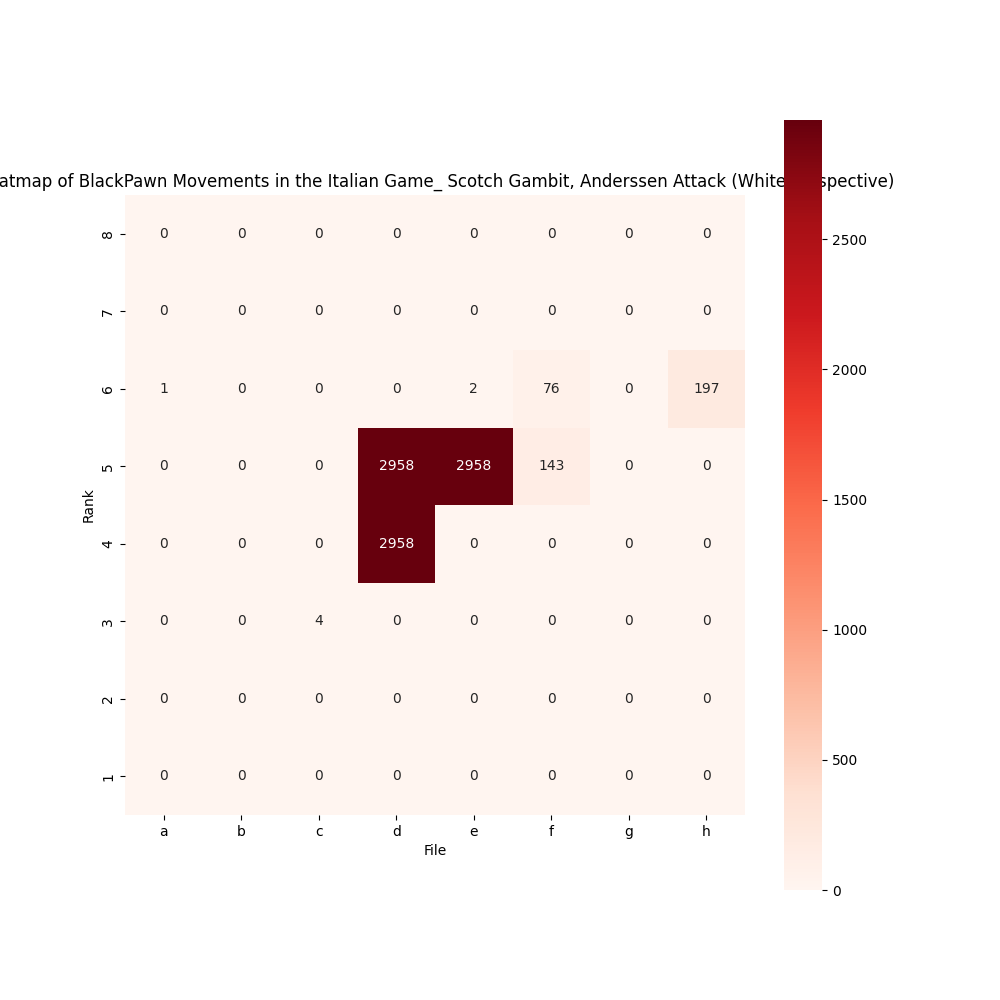 atmap of BlackPawn Movements in the Italian Game_ Scotch Gambit, Anderssen Attack (White spective)
8 0 0 0 0 0 0 0 0
7 0 0 0 0 0 0 0 0
6 1 0 0 0 2 76 0 197
5 0 0 0 2958 2958 143 0 0
4 0 0 0 2958 0 0 0 0
3 0 0 4 0 0 0 0 0
2 0 0 0 0 0 0 0 0
1 0 0 0 0 0 0 0 0
a b c d e f g h
File
Rank
2500
2000
1500
1000
500
0